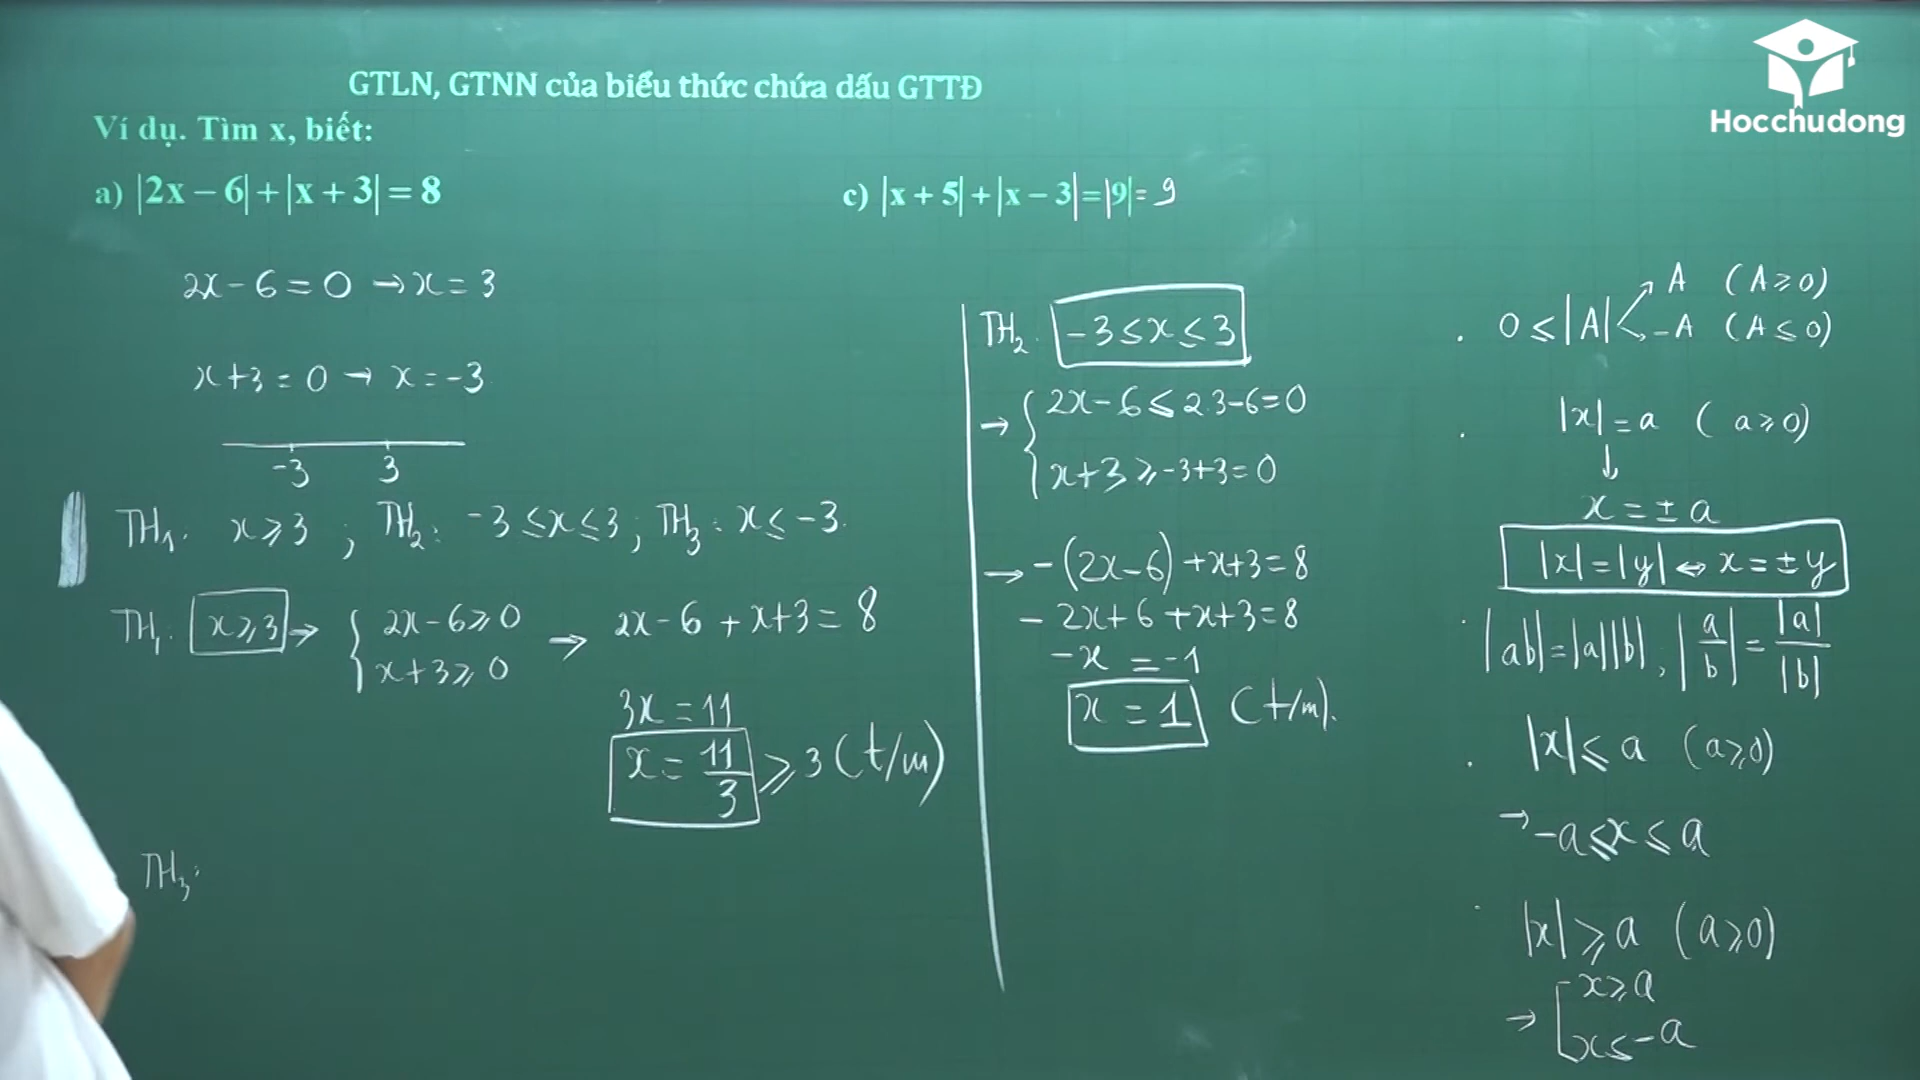 Hocchudong
GTLN, GTNN của biểu thức chứa dấu GTTĐ
Ví dụ. Tìm x, biết:
a) |2x − 6| + |x + 3| = 8
c) |x + 5| + |x − 3| = |9| = 9
2x − 6 = 0 → x = 3
x + 3 = 0 → x = −3
−3 3
TH1: x ⩾ 3 ; TH2: −3 ≤ x ≤ 3 ; TH3: x ≤ −3.
TH1: x ⩾ 3 → { 2x − 6 ⩾ 0 → 2x − 6 + x + 3 = 8
x + 3 ⩾ 0
3x = 11
x = 11/3 ⩾ 3 (t/m)
TH3:
TH2: −3 ≤ x ≤ 3
→ { 2x − 6 ≤ 2.3 − 6 = 0
x + 3 ⩾ −3 + 3 = 0
→ −(2x − 6) + x + 3 = 8
− 2x + 6 + x + 3 = 8
−x = −1
x = 1 (t/m).
A (A ⩾ 0)
. 0 ≤ |A|
−A (A ≤ 0)
. |x| = a (a ⩾ 0)
↓
x = ± a
|x| = |y| ↔ x = ± y
. |ab| = |a||b| , |a/b| = |a|/|b|
. |x| ≤ a (a ⩾ 0)
→ −a ≤ x ≤ a
. |x| ⩾ a (a ⩾ 0)
→ [ x ⩾ a
x ≤ −a